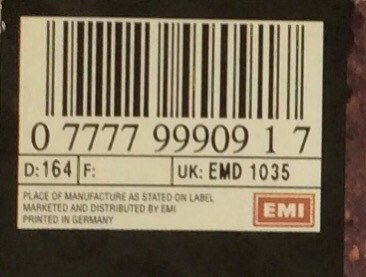 0 7777 99909 1 7
D:164 F: UK: EMD 1035
PLACE OF MANUFACTURE AS STATED ON LABEL
MARKETED AND DISTRIBUTED BY EMI
PRINTED IN GERMANY
EMI